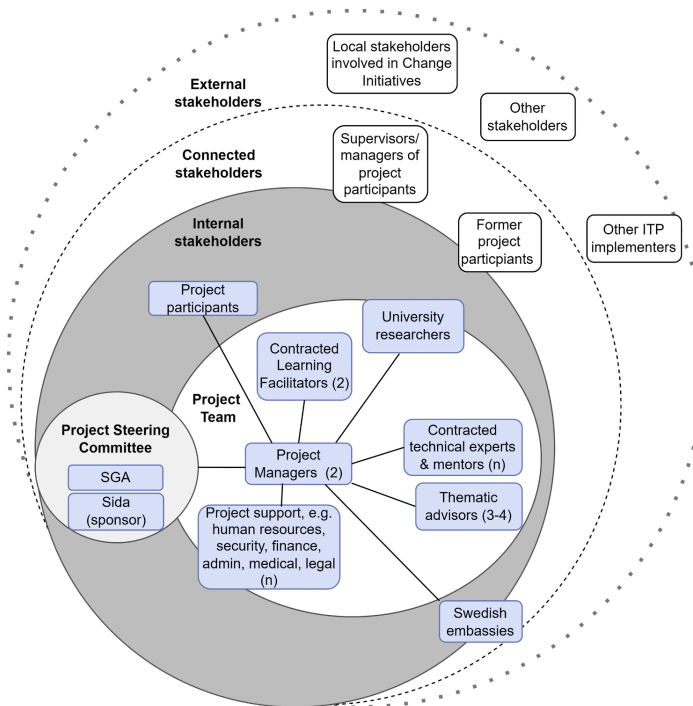 Local stakeholders
involved in Change
Initiatives
External
stakeholders
Other
stakeholders
Supervisors/
managers of
project
participants
Connected
stakeholders
Internal
stakeholders
Former
project
particpiants
Other ITP
implementers
Project
participants
University
researchers
Contracted
Learning
Facilitators (2)
Project
Team
Project Steering
Committee
SGA
Sida
(sponsor)
Project
Managers (2)
Contracted
technical experts
& mentors (n)
Thematic
advisors (3-4)
Project support, e.g.
human resources,
security, finance,
admin, medical, legal
(n)
Swedish
embassies